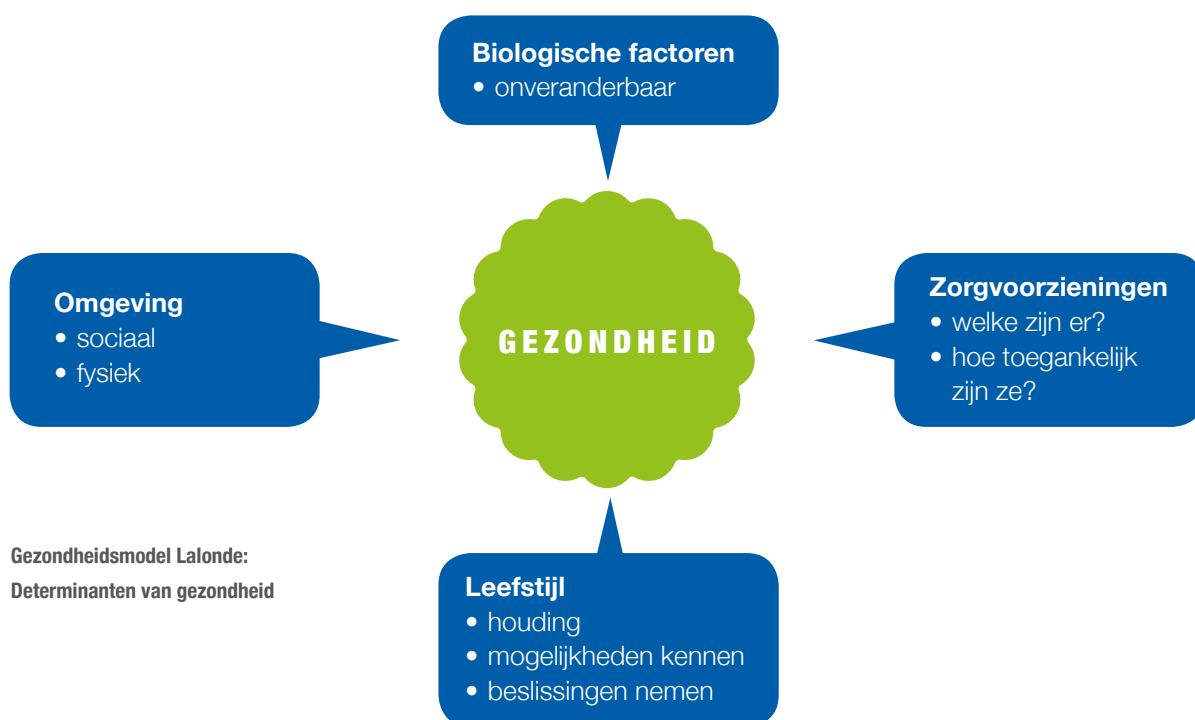 Biologische factoren
• onveranderbaar
Omgeving
• sociaal
• fysiek
GEZONDHEID
Zorgvoorzieningen
• welke zijn er?
• hoe toegankelijk
zijn ze?
Gezondheidsmodel Lalonde:
Determinanten van gezondheid
Leefstijl
• houding
• mogelijkheden kennen
• beslissingen nemen